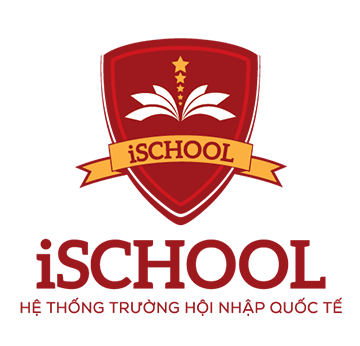 iSCHOOL
iSCHOOL
HỆ THỐNG TRƯỜNG HỘI NHẬP QUỐC TẾ